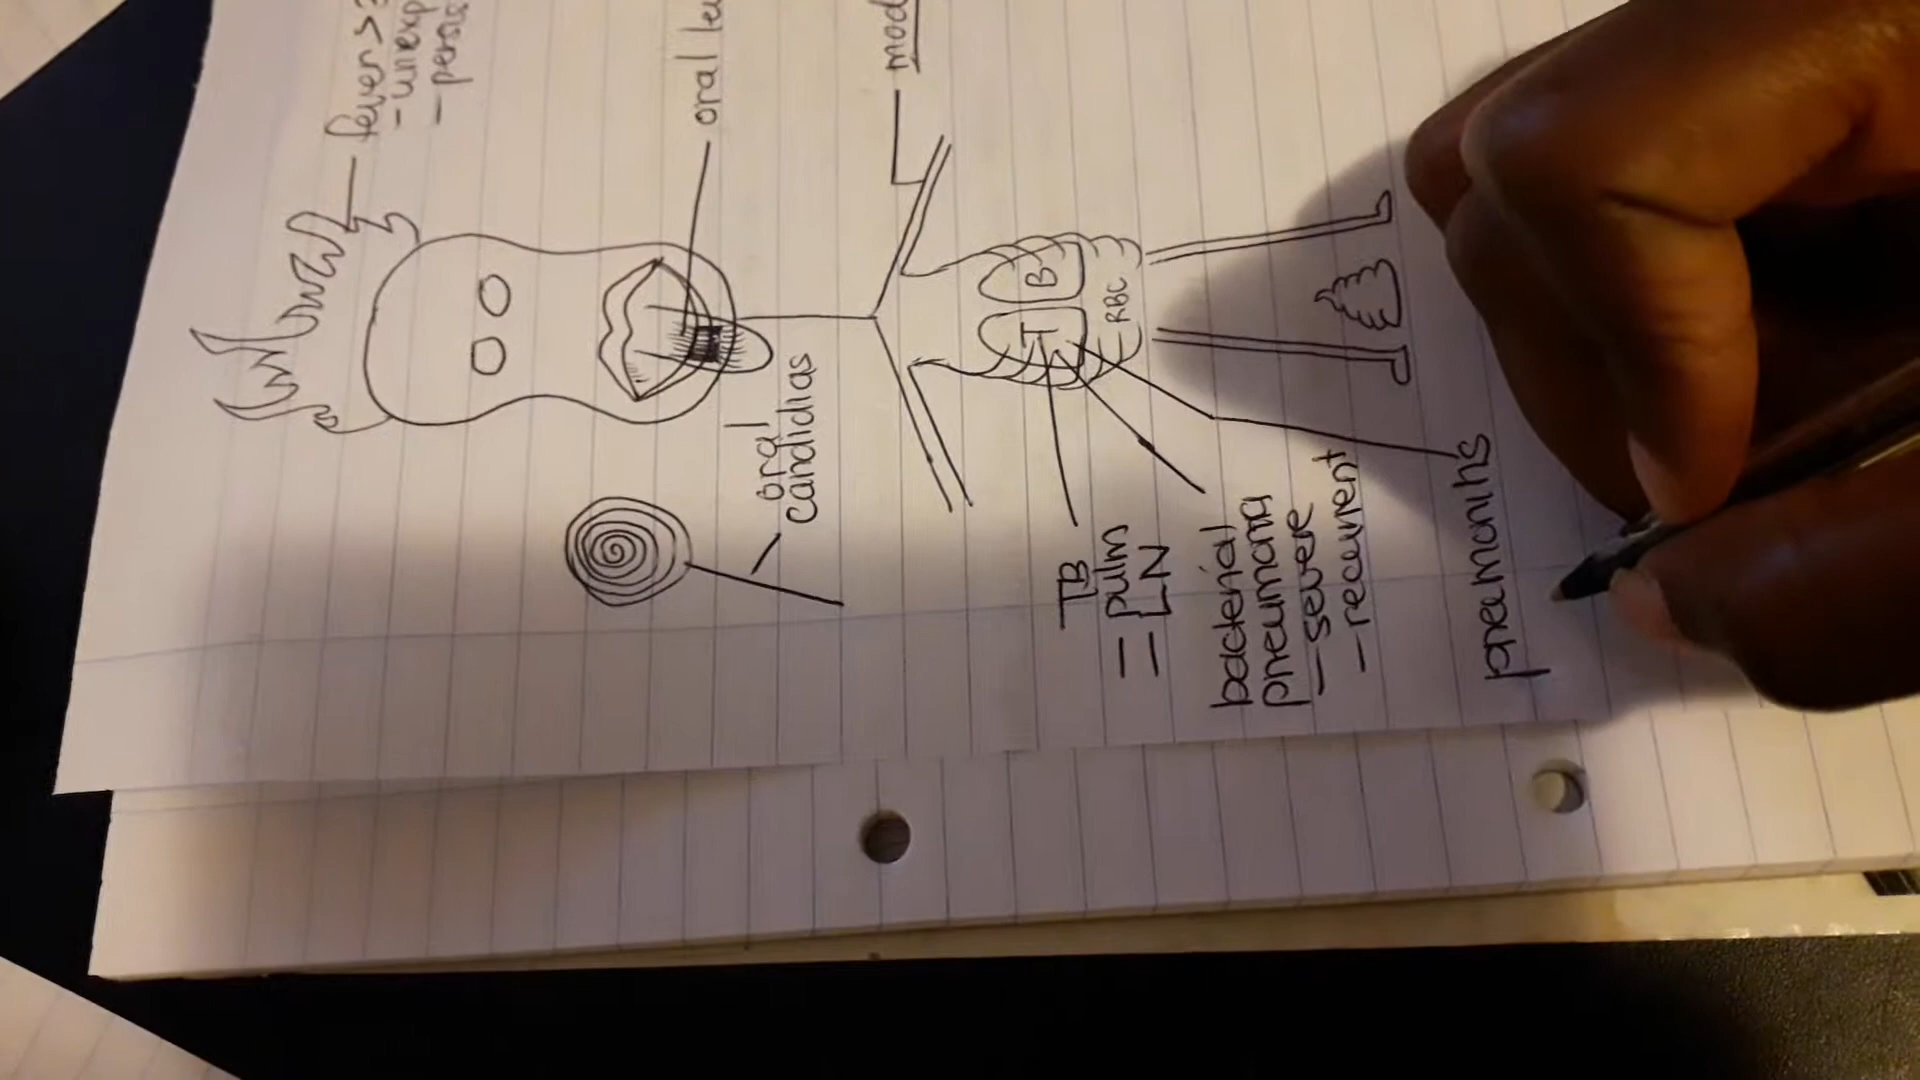 fever >
- unexp
- persis
oral leu
mod
oral
candidias
T
B
RBC
TB
- pulm
- LN
bacterial
pneumonia
- severe
- recurrent
pneumonitis